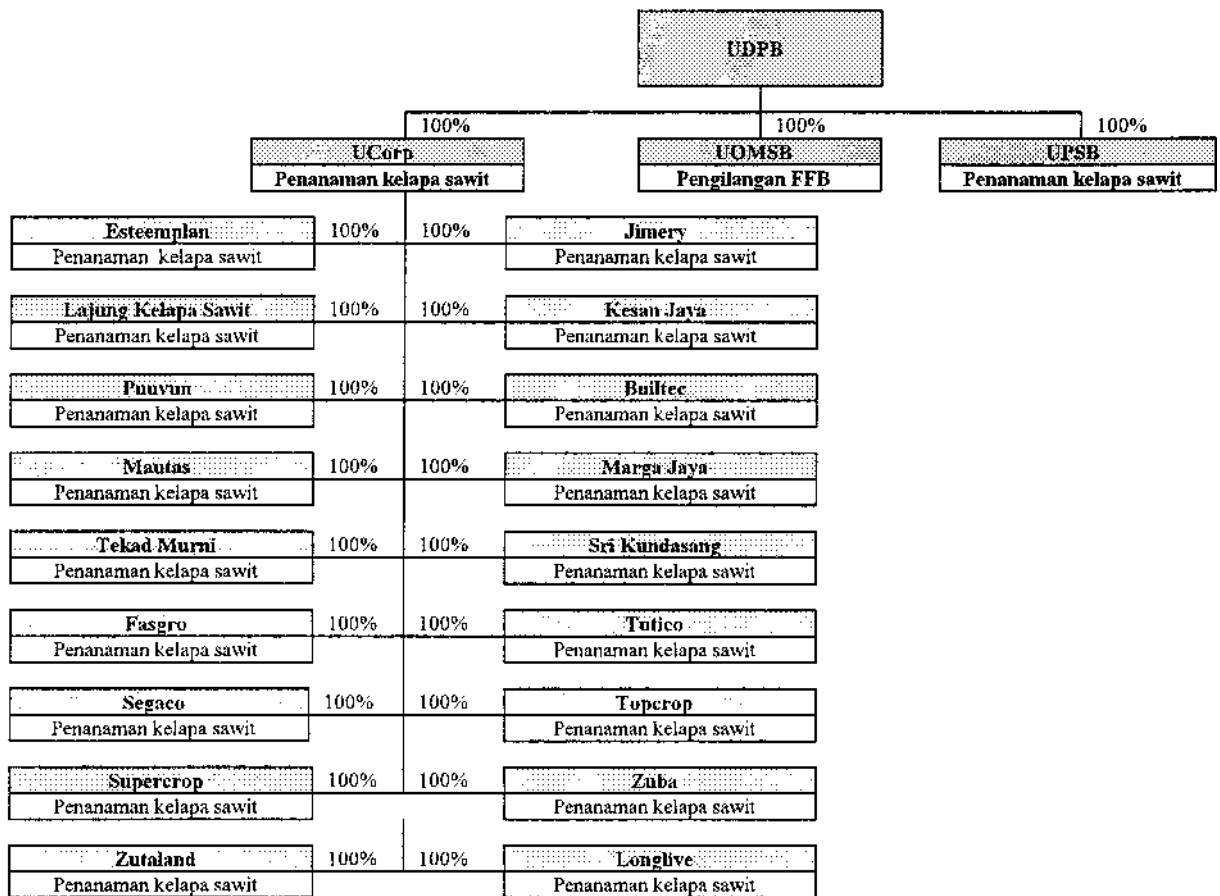 UDPB
100% 100% 100%
UCorp UOMSB UPSB
Penanaman kelapa sawit Pengilangan FFB Penanaman kelapa sawit
Esteemplan 100% 100% Jimery
Penanaman kelapa sawit Penanaman kelapa sawit
Lajung Kelapa Sawit 100% 100% Kesan Jaya
Penanaman kelapa sawit Penanaman kelapa sawit
Puuvun 100% 100% Builtec
Penanaman kelapa sawit Penanaman kelapa sawit
Mautas 100% 100% Marga Jaya
Penanaman kelapa sawit Penanaman kelapa sawit
Tekad Murni 100% 100% Sri Kundasang
Penanaman kelapa sawit Penanaman kelapa sawit
Fasgro 100% 100% Tutico
Penanaman kelapa sawit Penanaman kelapa sawit
Segaco 100% 100% Topcrop
Penanaman kelapa sawit Penanaman kelapa sawit
Supercrop 100% 100% Zuba
Penanaman kelapa sawit Penanaman kelapa sawit
Zutaland 100% 100% Longlive
Penanaman kelapa sawit Penanaman kelapa sawit